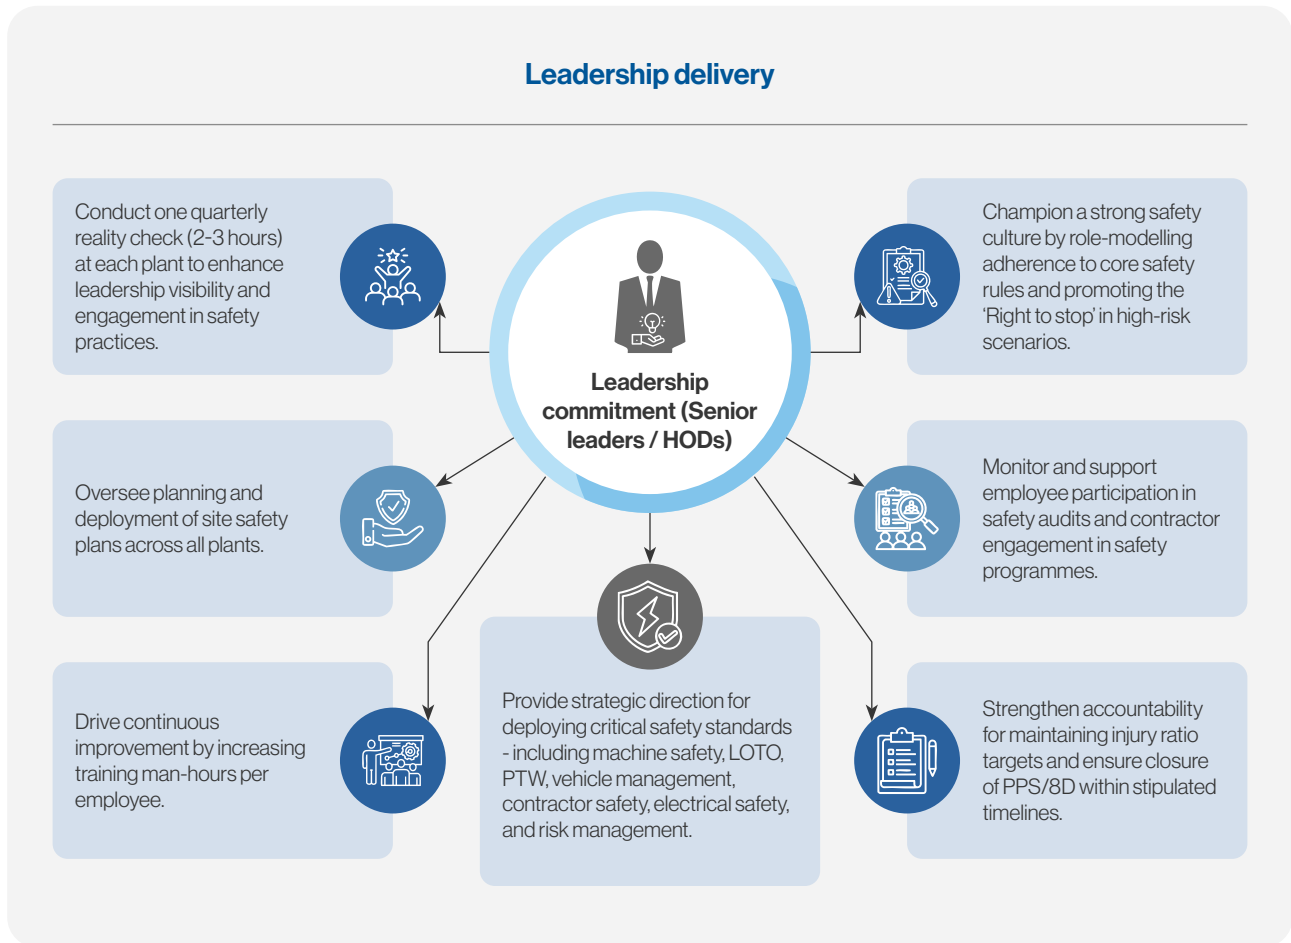 Leadership delivery
Conduct one quarterly
reality check (2-3 hours)
at each plant to enhance
leadership visibility and
engagement in safety
practices.
Oversee planning and
deployment of site safety
plans across all plants.
Drive continuous
improvement by increasing
training man-hours per
employee.
Leadership
commitment (Senior
leaders / HODs)
Provide strategic direction for
deploying critical safety standards
- including machine safety, LOTO,
PTW, vehicle management,
contractor safety, electrical safety,
and risk management.
Champion a strong safety
culture by role-modelling
adherence to core safety
rules and promoting the
‘Right to stop’ in high-risk
scenarios.
Monitor and support
employee participation in
safety audits and contractor
engagement in safety
programmes.
Strengthen accountability
for maintaining injury ratio
targets and ensure closure
of PPS/8D within stipulated
timelines.